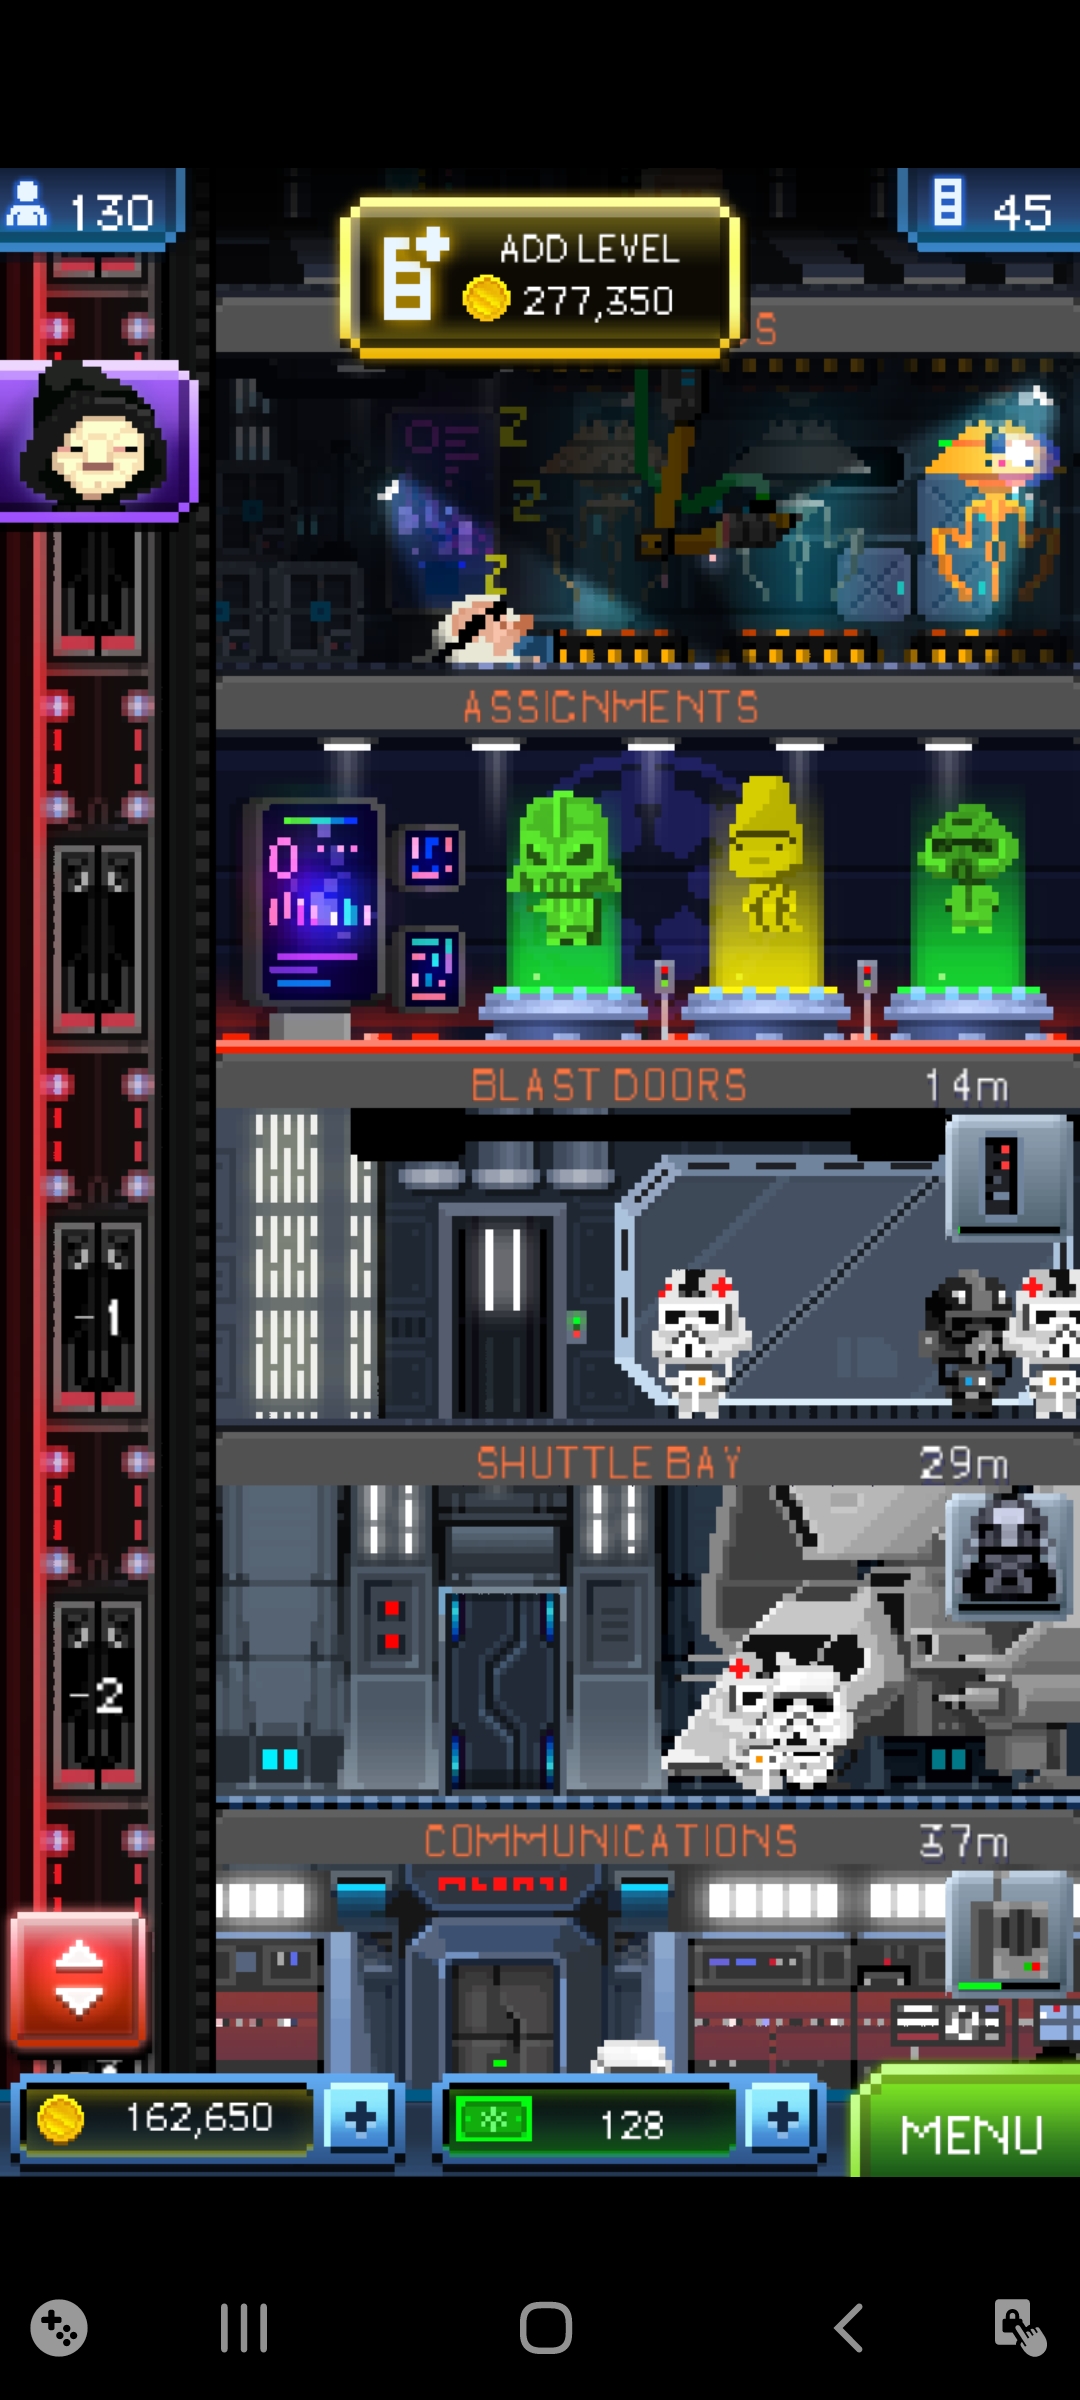 130
ADD LEVEL
277,350
45
S
Z
Z
Z
ASSIGNMENTS
BLAST DOORS 14m
-1
SHUTTLE BAY 29m
-2
COMMUNICATIONS 37m
162,650
128
MENU